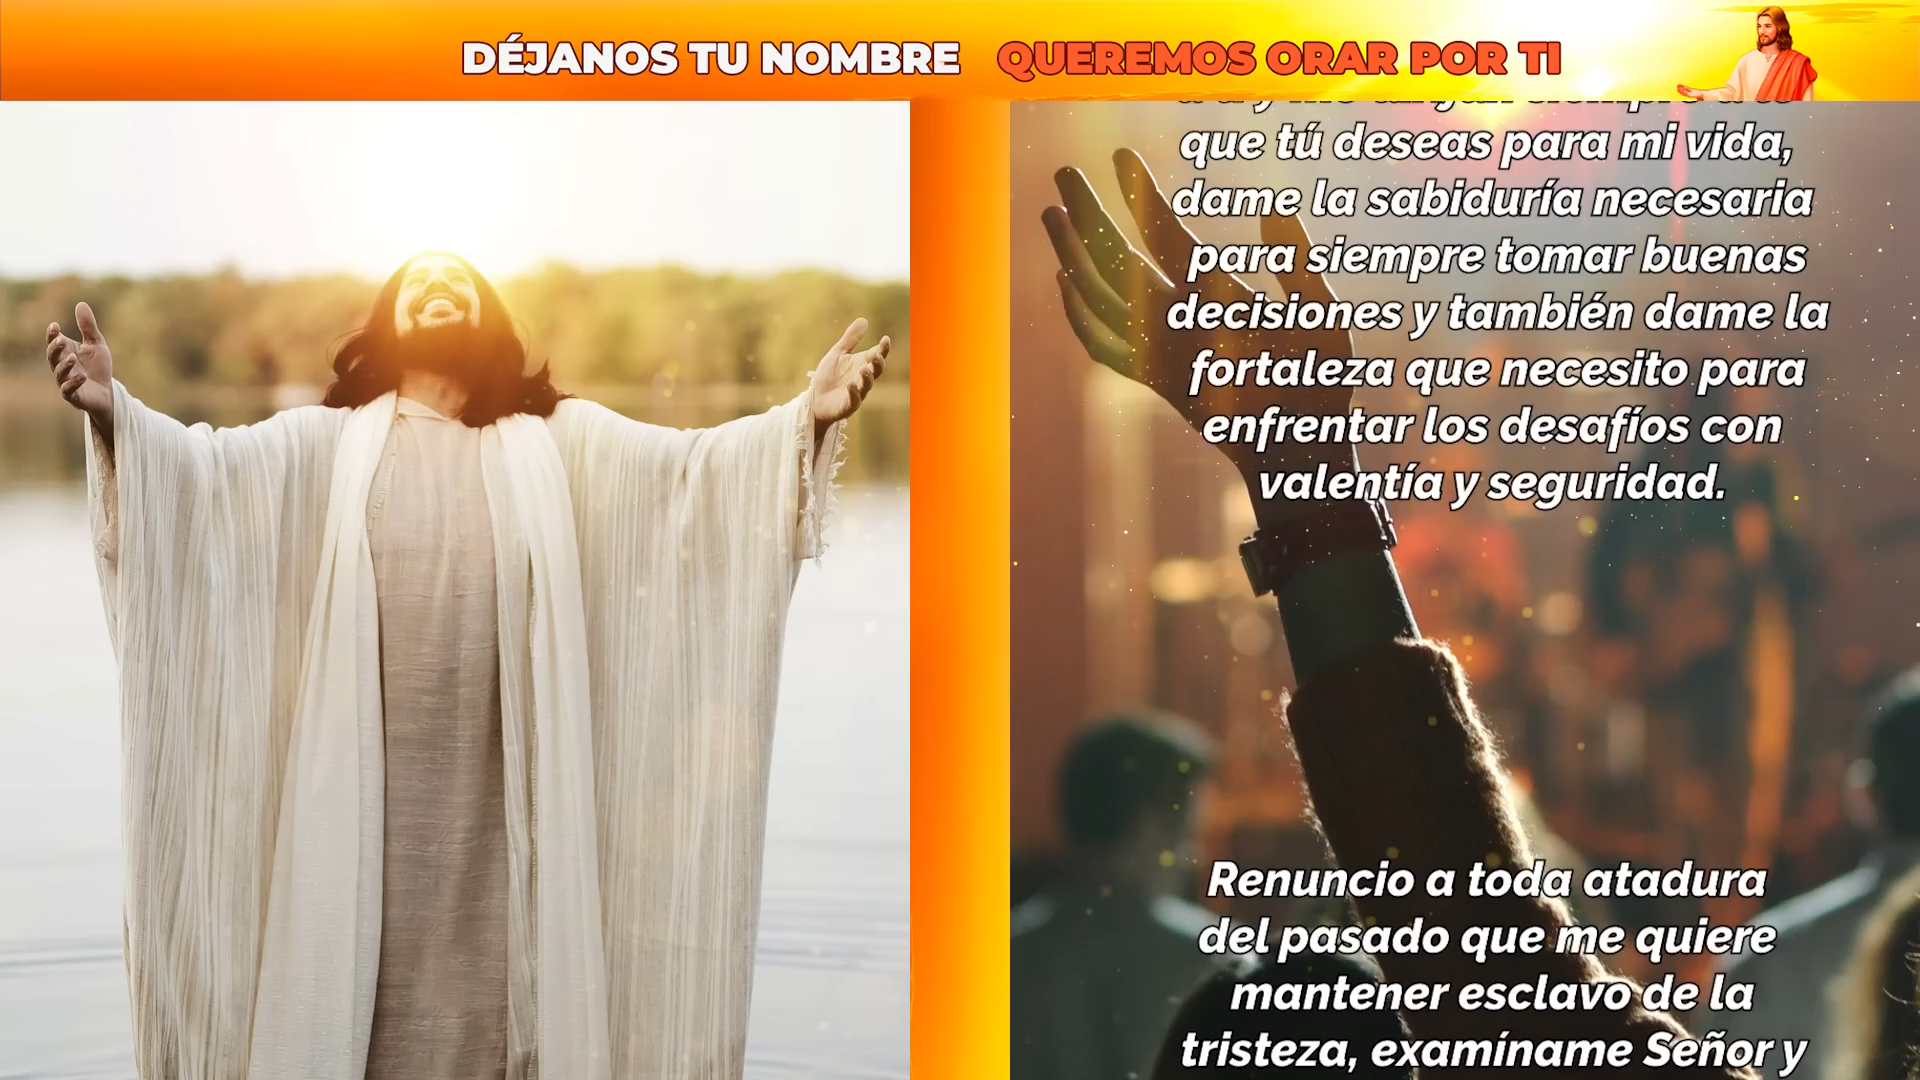 DÉJANOS TU NOMBRE QUEREMOS ORAR POR TI
que tú deseas para mi vida,
dame la sabiduría necesaria
para siempre tomar buenas
decisiones y también dame la
fortaleza que necesito para
enfrentar los desafíos con
valentía y seguridad.
Renuncio a toda atadura
del pasado que me quiere
mantener esclavo de la
tristeza, examíname Señor y